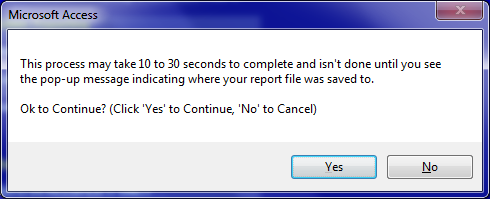 Microsoft Access
This process may take 10 to 30 seconds to complete and isn't done until you see
the pop-up message indicating where your report file was saved to.
Ok to Continue? (Click 'Yes' to Continue, 'No' to Cancel)
Yes
No